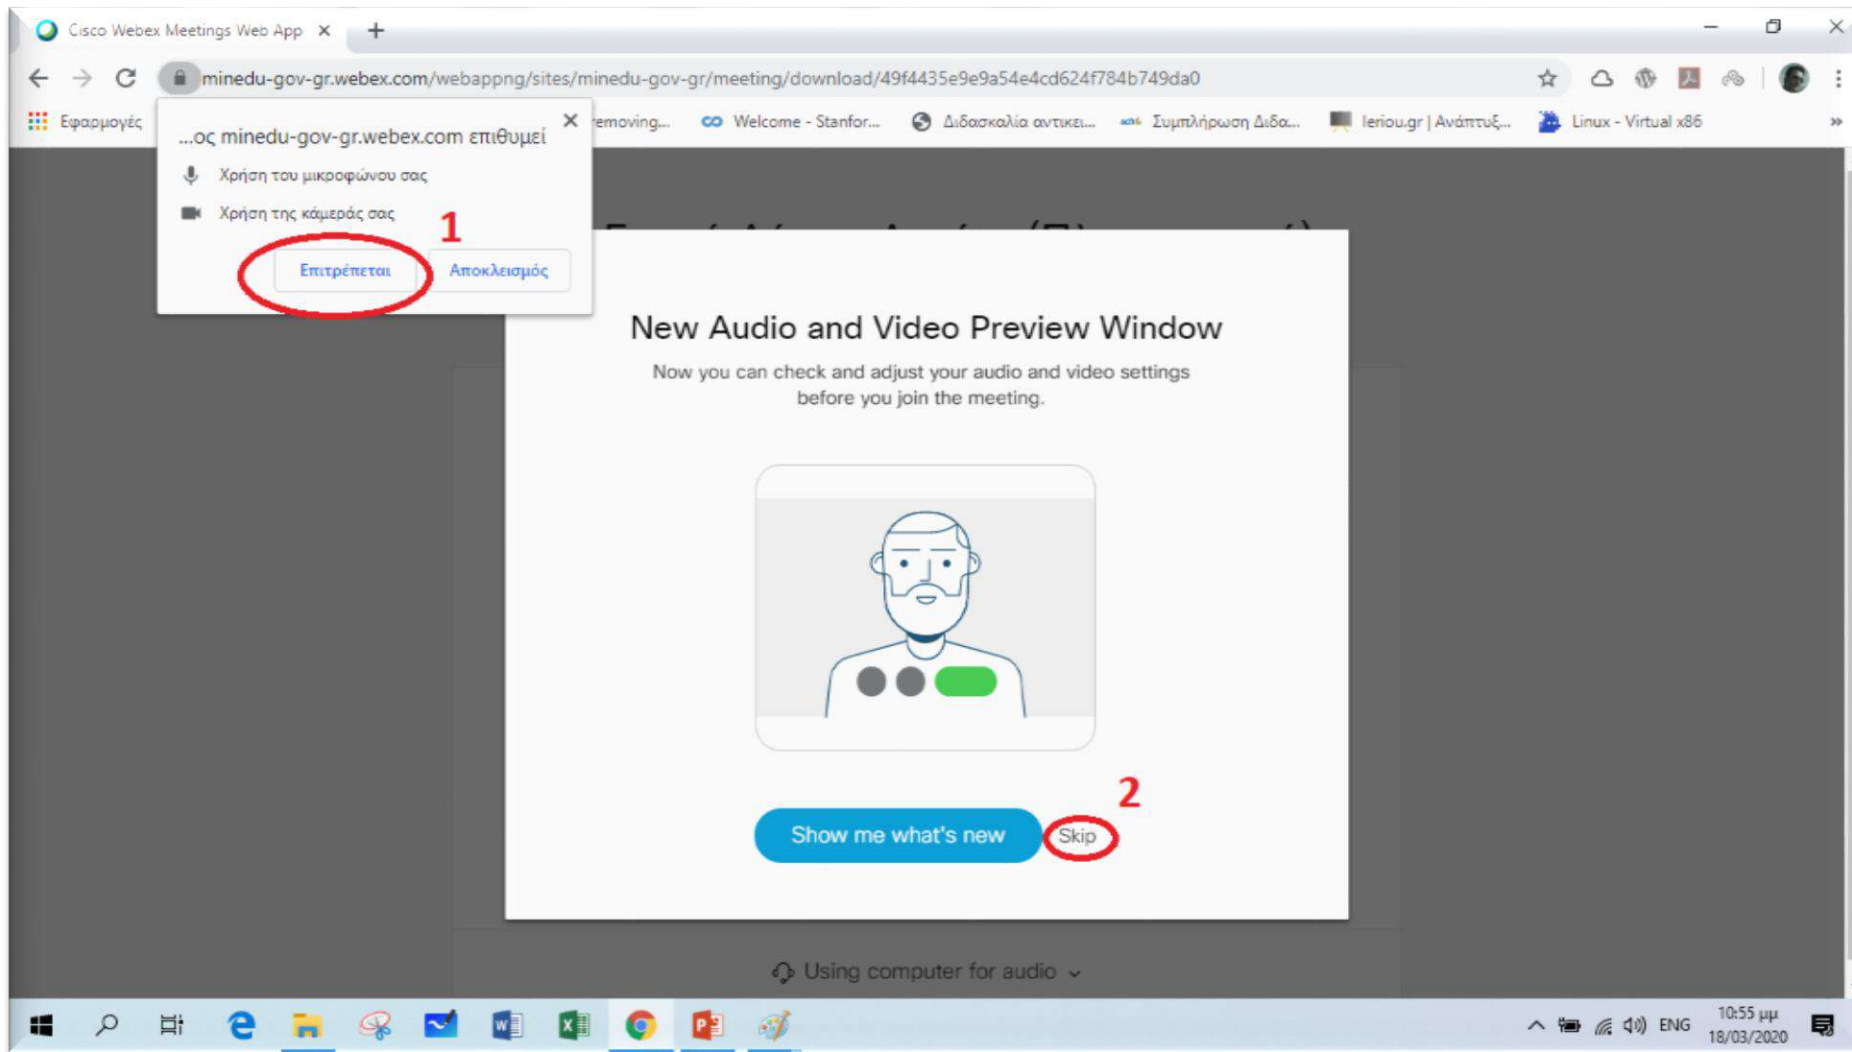 Cisco Webex Meetings Web App
minedu-gov-gr.webex.com/webappng/sites/minedu-gov-gr/meeting/download/49f4435e9e9a54e4cd624f784b749da0
Εφαρμογές
removing...
Welcome - Stanfor...
Διδασκαλία αντικει...
Συμπλήρωση Διδα...
leriou.gr | Ανάπτυξ...
Linux - Virtual x86
...ος minedu-gov-gr.webex.com επιθυμεί
Χρήση του μικροφώνου σας
Χρήση της κάμεράς σας
1
Επιτρέπεται
Αποκλεισμός
New Audio and Video Preview Window
Now you can check and adjust your audio and video settings
before you join the meeting.
2
Show me what's new
Skip
Using computer for audio
ENG
10:55 μμ
18/03/2020